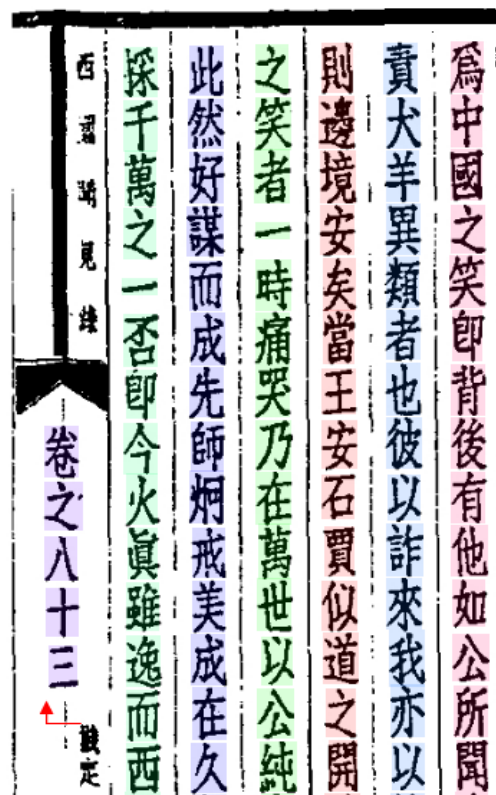 爲中國之笑卽背後有他如公所聞
責犬羊異類者也彼以詐來我亦以
則邊境安矣當王安石賈似道之開
之笑者一時痛哭乃在萬世以公純
此然好謀而成先師炯戒美成在久
採千萬之一否卽今火眞雖逸而西
西園聞見錄
卷之八十三